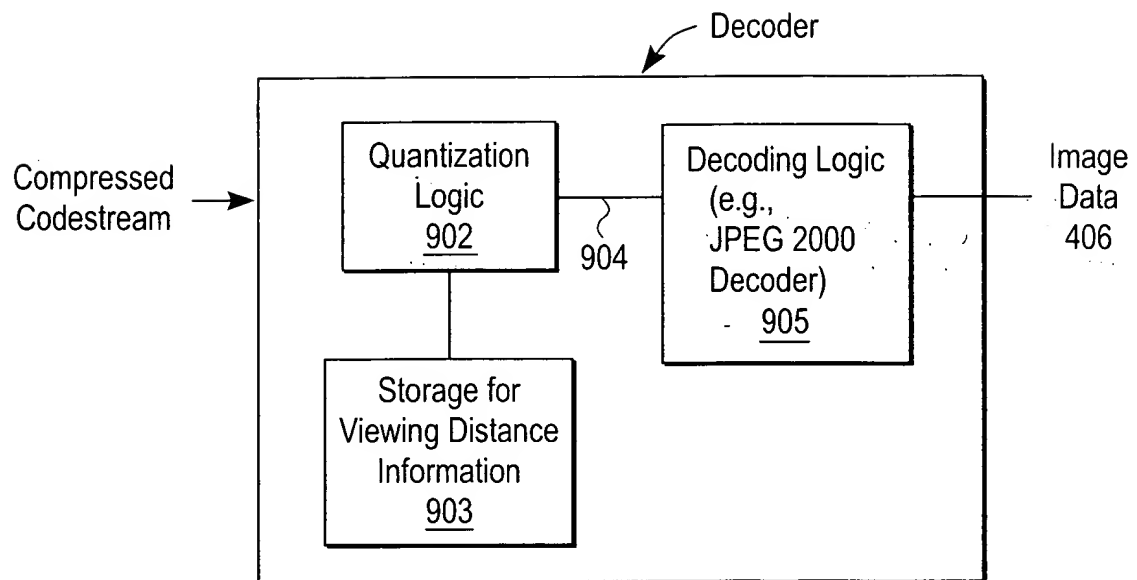 Decoder
Compressed
Codestream
Quantization
Logic
902
904
Decoding Logic
(e.g.,
JPEG 2000
Decoder)
905
Image
Data
406
Storage for
Viewing Distance
Information
903